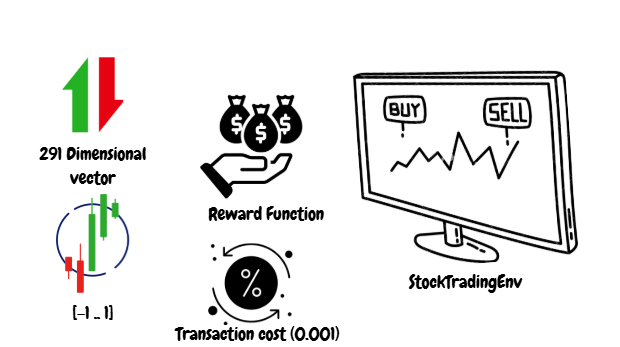 291 Dimensional
vector
[-1 _ 1]
$ $ $
Reward Function
%
Transaction cost (0.001)
BUY
SELL
StockTradingEnv